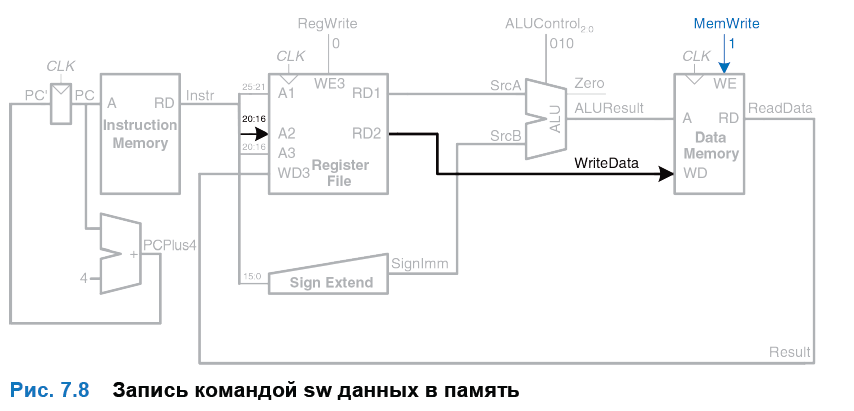 RegWrite
0
ALUControl2:0
010
MemWrite
1
CLK
PC'
PC
A RD
Instruction
Memory
Instr
25:21
20:16
20:16
15:0
CLK
WE3
A1 RD1
A2 RD2
A3
WD3
Register
File
SrcA
SrcB
ALU
Zero
ALUResult
WriteData
CLK
WE
A RD
Data
Memory
WD
ReadData
4
+
PCPlus4
Sign Extend
SignImm
Result
Рис. 7.8 Запись командой sw данных в память